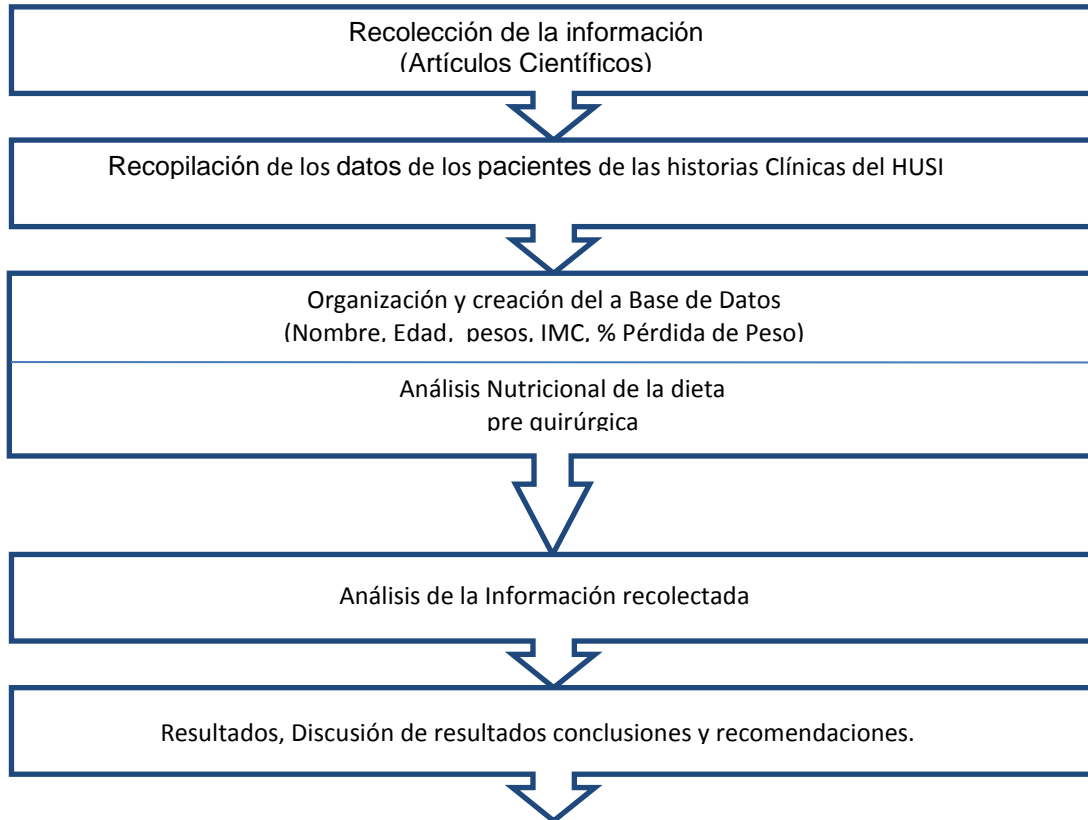 Recolección de la información
(Artículos Científicos)
Recopilación de los datos de los pacientes de las historias Clínicas del HUSI
Organización y creación del a Base de Datos
(Nombre, Edad, pesos, IMC, % Pérdida de Peso)
Análisis Nutricional de la dieta
pre quirúrgica
Análisis de la Información recolectada
Resultados, Discusión de resultados conclusiones y recomendaciones.